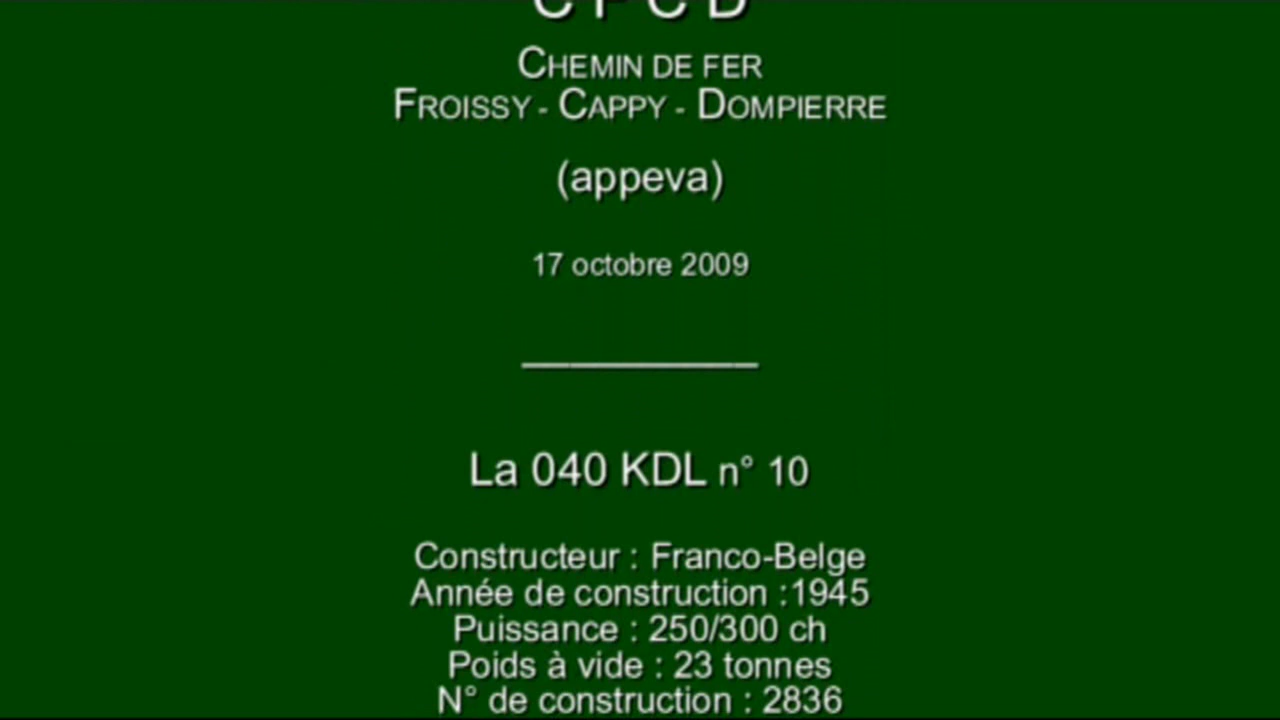 C F C D
CHEMIN DE FER
FROISSY - CAPPY - DOMPIERRE
(appeva)
17 octobre 2009
La 040 KDL n° 10
Constructeur : Franco-Belge
Année de construction :1945
Puissance : 250/300 ch
Poids à vide : 23 tonnes
N° de construction : 2836